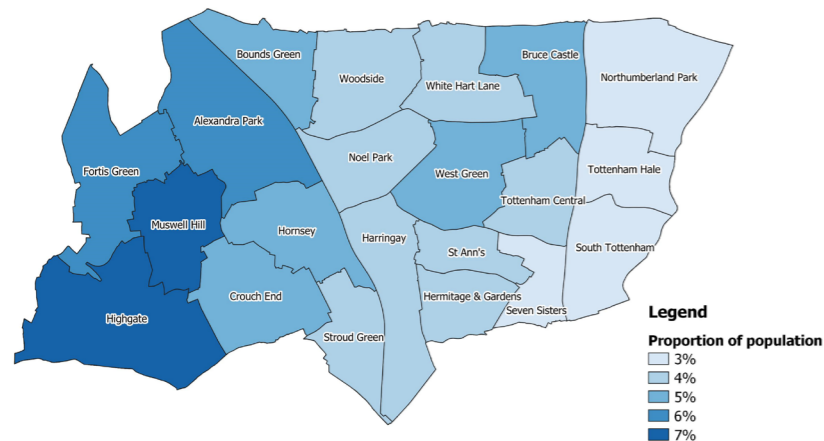 Bounds Green
Bruce Castle
Woodside
White Hart Lane
Northumberland Park
Alexandra Park
Noel Park
Fortis Green
West Green
Tottenham Hale
Tottenham Central
Muswell Hill
Hornsey
Harringay
St Ann's
South Tottenham
Crouch End
Hermitage & Gardens
Seven Sisters
Highgate
Stroud Green
Legend
Proportion of population
3%
4%
5%
6%
7%